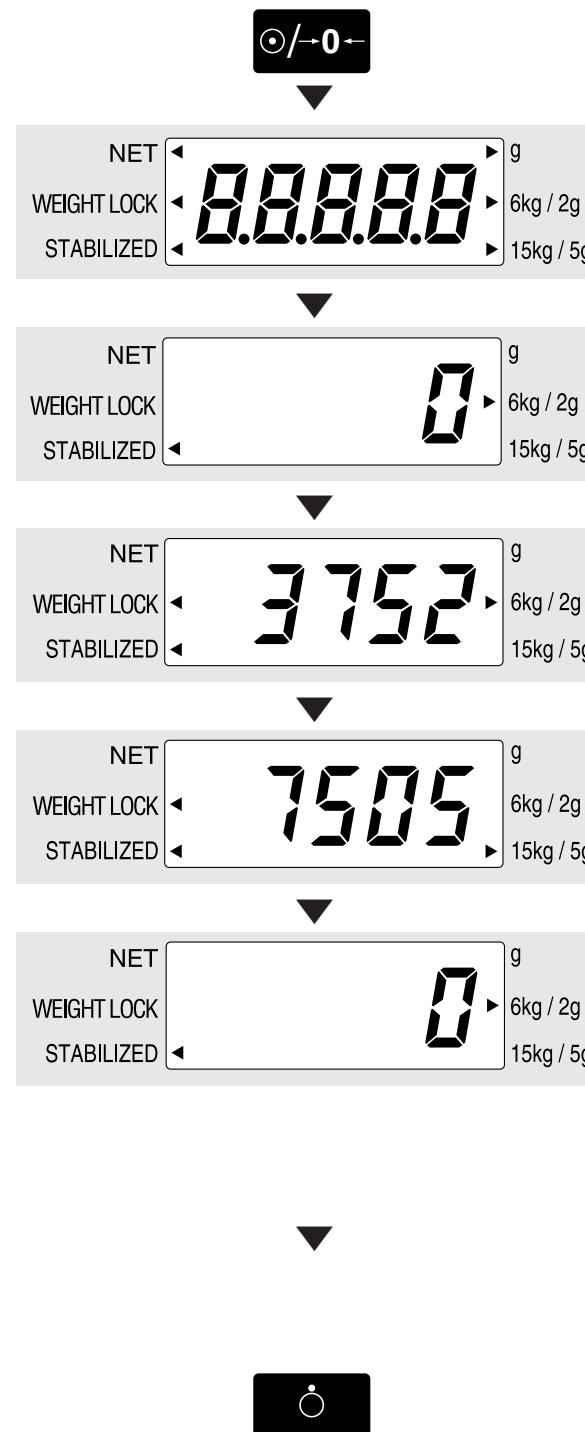 ⊙/→0←
NET ◄ ► g
WEIGHT LOCK ◄ 8.8.8.8.8 ► 6kg / 2g
STABILIZED ◄ ► 15kg / 5g
NET g
WEIGHT LOCK 0 ► 6kg / 2g
STABILIZED ◄ 15kg / 5g
NET g
WEIGHT LOCK ◄ 3752 ► 6kg / 2g
STABILIZED ◄ 15kg / 5g
NET g
WEIGHT LOCK ◄ 7505 6kg / 2g
STABILIZED ◄ ► 15kg / 5g
NET g
WEIGHT LOCK 0 ► 6kg / 2g
STABILIZED ◄ 15kg / 5g